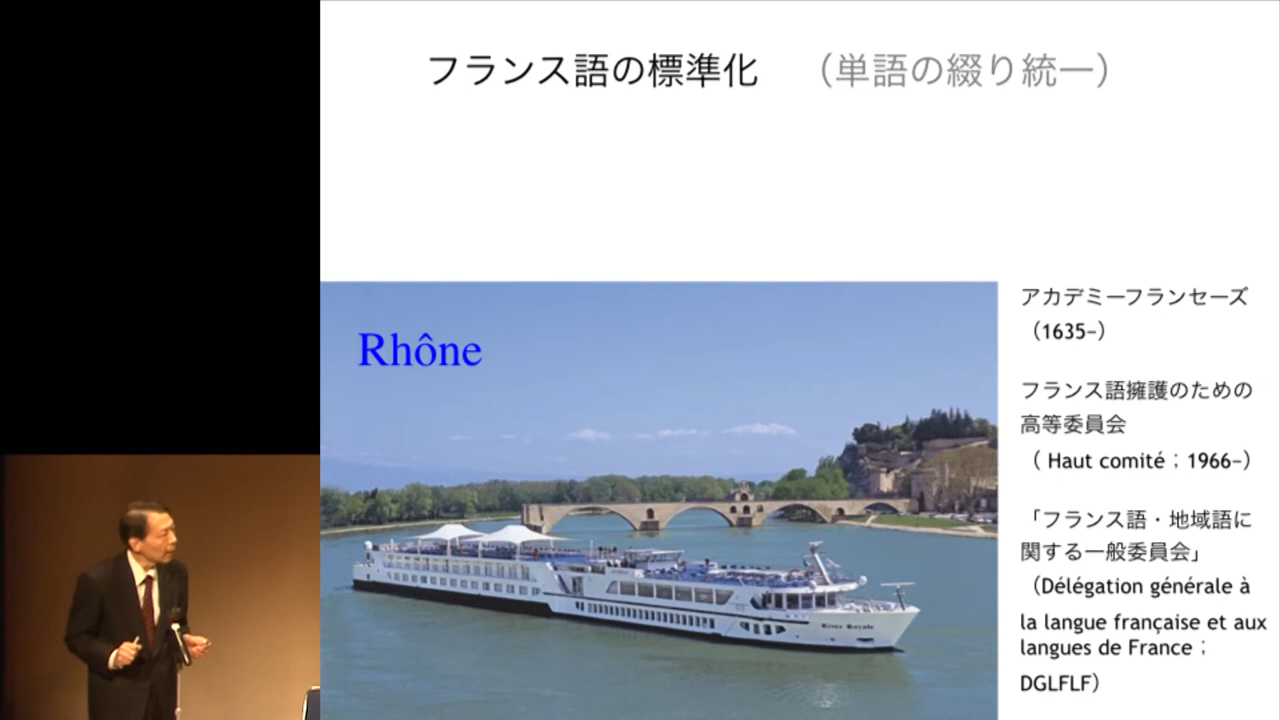 フランス語の標準化 （単語の綴り統一）
Rhône
River Royale
アカデミーフランセーズ
（1635–）
フランス語擁護のための
高等委員会
（ Haut comité；1966–）
「フランス語・地域語に
関する一般委員会」
（Délégation générale à
la langue française et aux
langues de France；
DGLFLF）